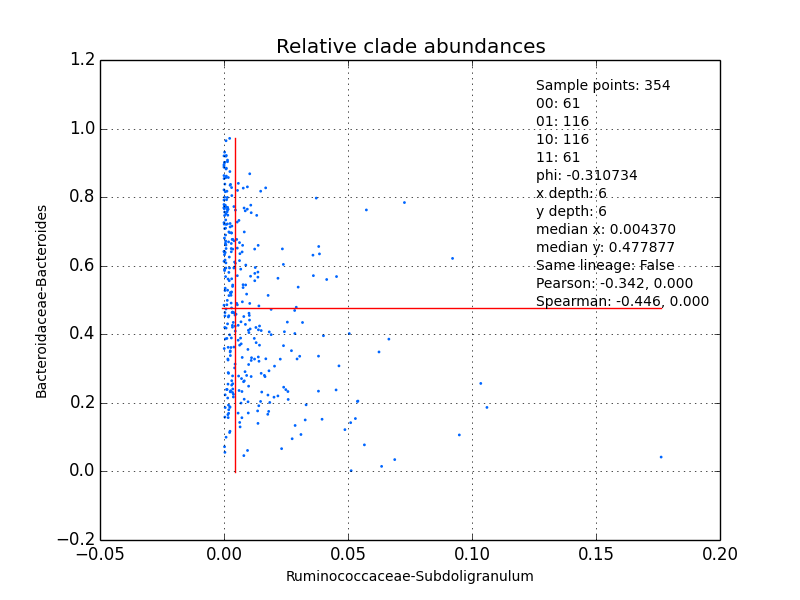 Relative clade abundances
1.2
1.0
0.8
0.6
0.4
0.2
0.0
−0.2
Bacteroidaceae-Bacteroides
Sample points: 354
00: 61
01: 116
10: 116
11: 61
phi: -0.310734
x depth: 6
y depth: 6
median x: 0.004370
median y: 0.477877
Same lineage: False
Pearson: -0.342, 0.000
Spearman: -0.446, 0.000
−0.05 0.00 0.05 0.10 0.15 0.20
Ruminococcaceae-Subdoligranulum